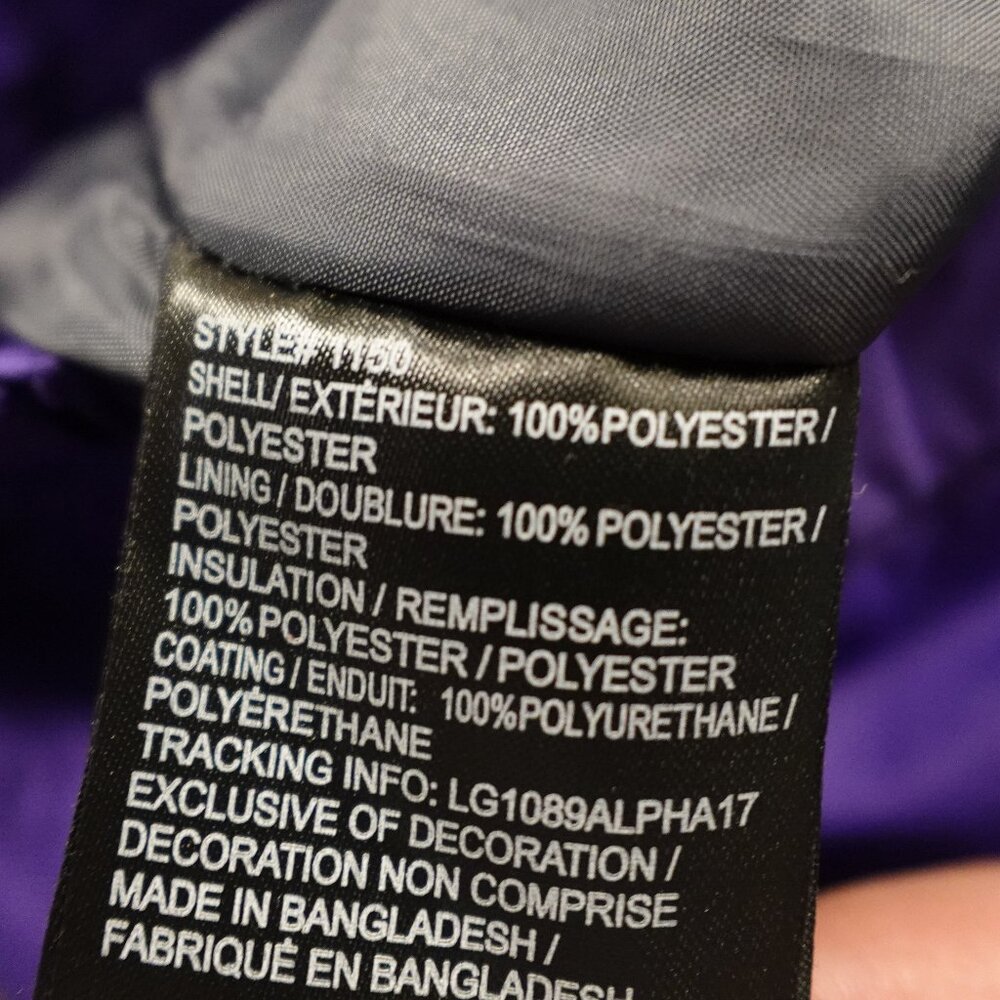 STYLE# 1150
SHELL/ EXTÉRIEUR: 100%POLYESTER /
POLYESTER
LINING / DOUBLURE: 100% POLYESTER /
POLYESTER
INSULATION / REMPLISSAGE:
100% POLYESTER / POLYESTER
COATING / ENDUIT: 100%POLYURETHANE /
POLYÉRETHANE
TRACKING INFO: LG1089ALPHA17
EXCLUSIVE OF DECORATION /
DECORATION NON COMPRISE
MADE IN BANGLADESH /
FABRIQUÉ EN BANGLADESH